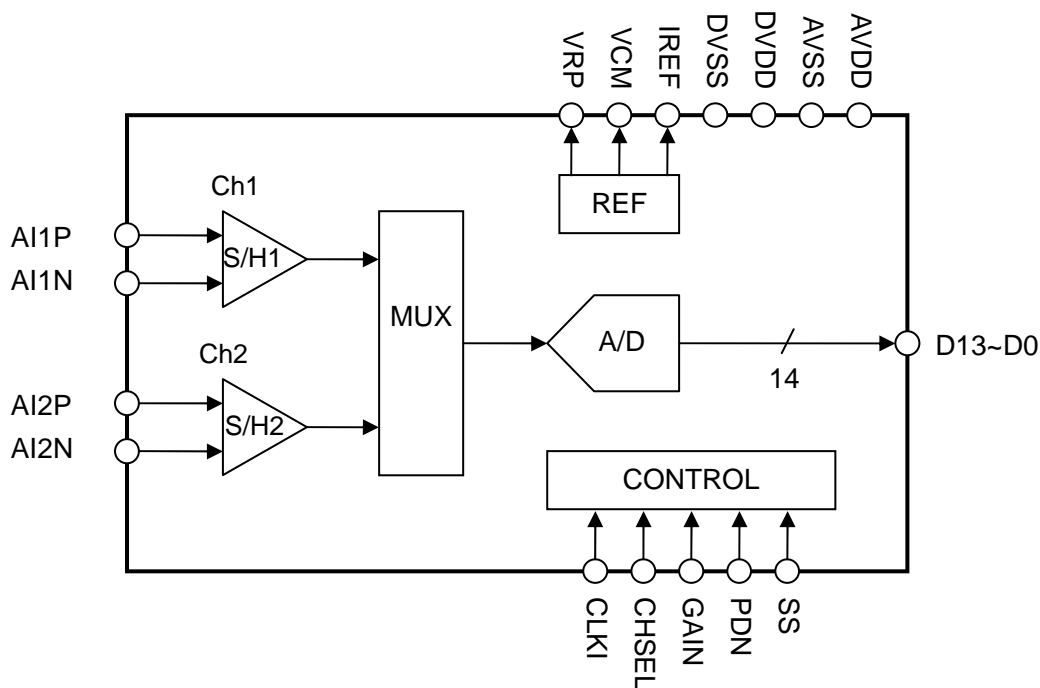 VRP
VCM
IREF
DVSS
DVDD
AVSS
AVDD
REF
Ch1
AI1P
AI1N
S/H1
MUX
A/D
14
D13~D0
Ch2
AI2P
AI2N
S/H2
CONTROL
CLKI
CHSEL
GAIN
PDN
SS